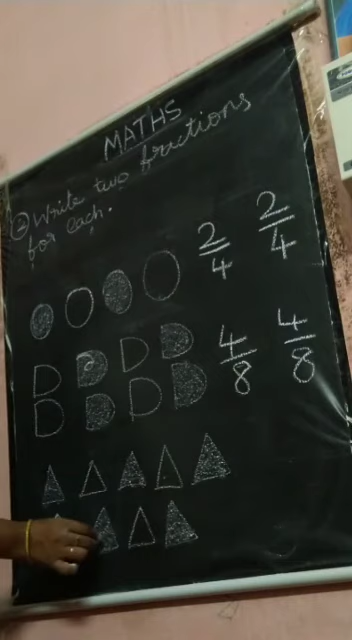 MATHS
② Write two fractions
for each.
2/4 2/4
4/8 4/8